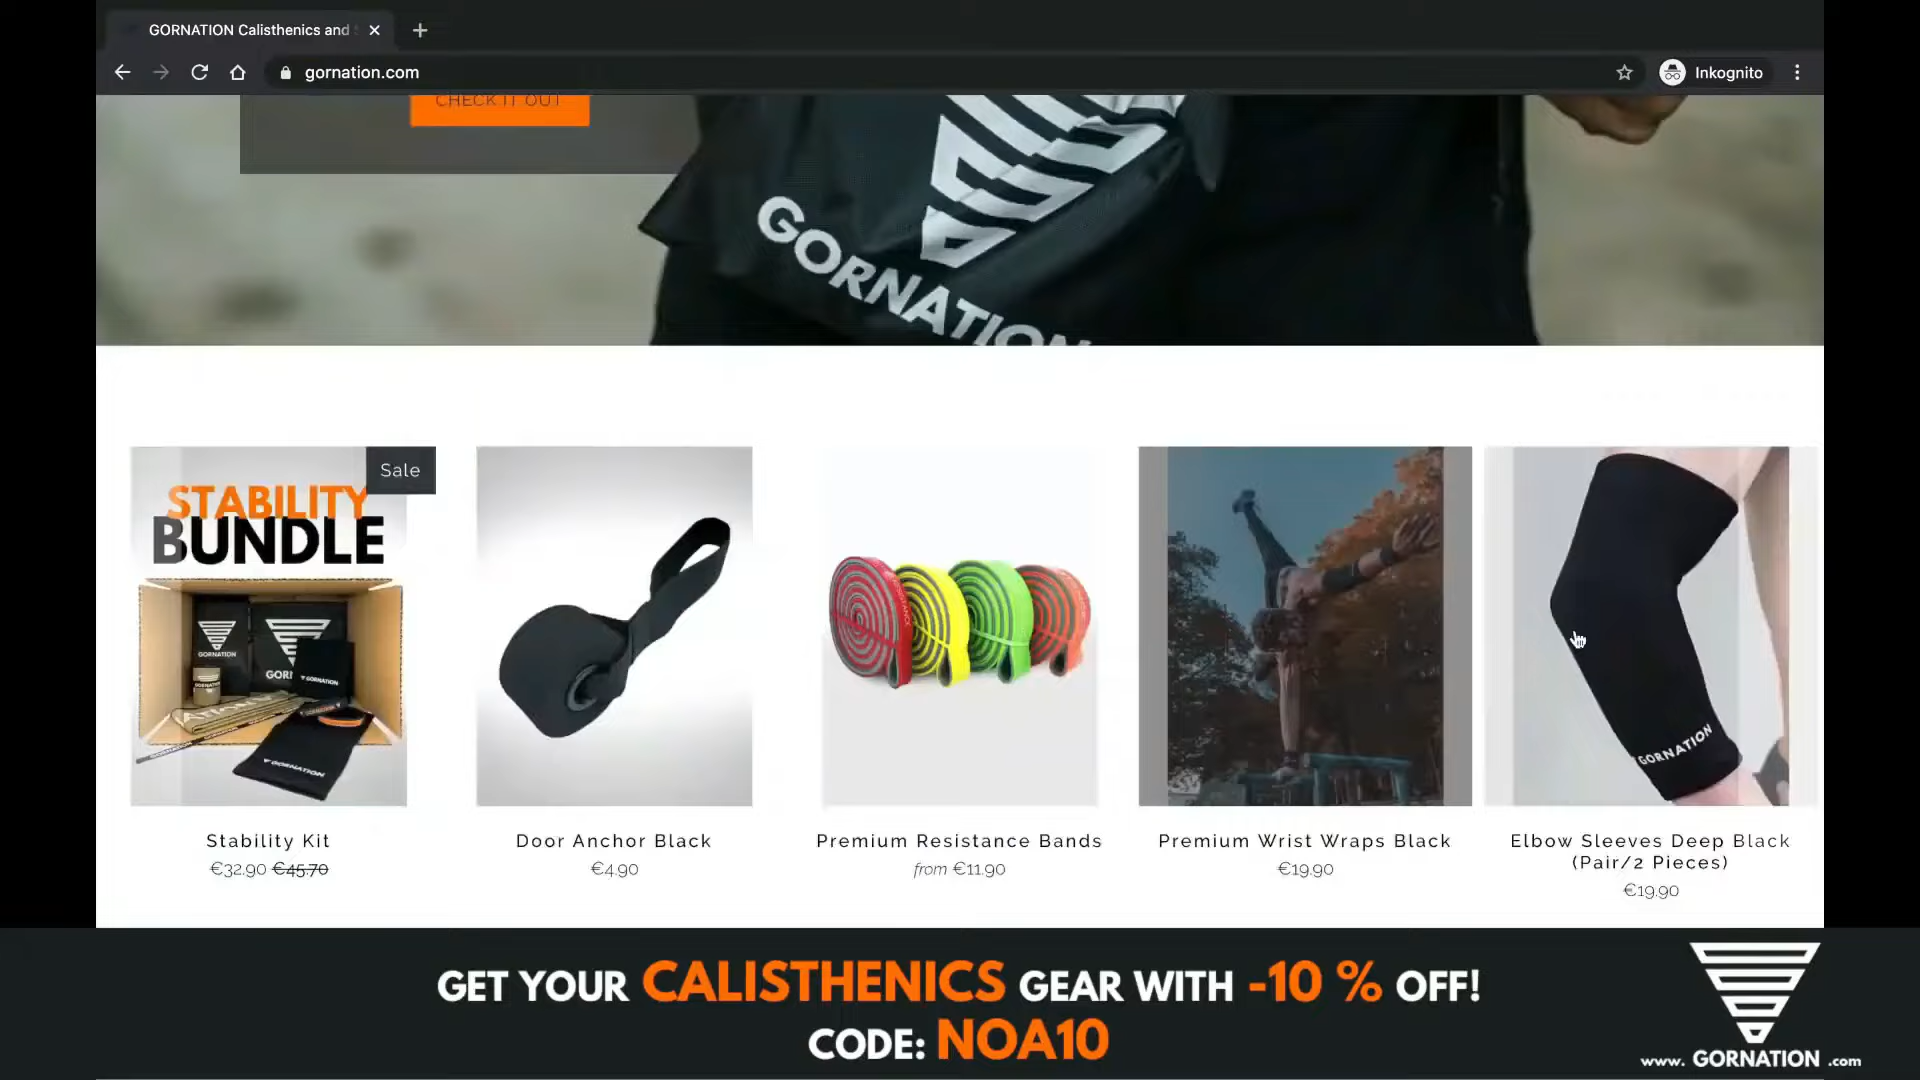 GORNATION Calisthenics and
gornation.com
Inkognito
CHECK IT OUT
GORNATION
Sale
STABILITY
BUNDLE
GORNATION
GORNATION
GORNATION
GORNATION
Stability Kit
€32.90 €45.70
Door Anchor Black
€4.90
Premium Resistance Bands
from €11.90
Premium Wrist Wraps Black
€19.90
Elbow Sleeves Deep Black
(Pair/2 Pieces)
€19.90
GET YOUR CALISTHENICS GEAR WITH -10 % OFF!
CODE: NOA10
www. GORNATION .com